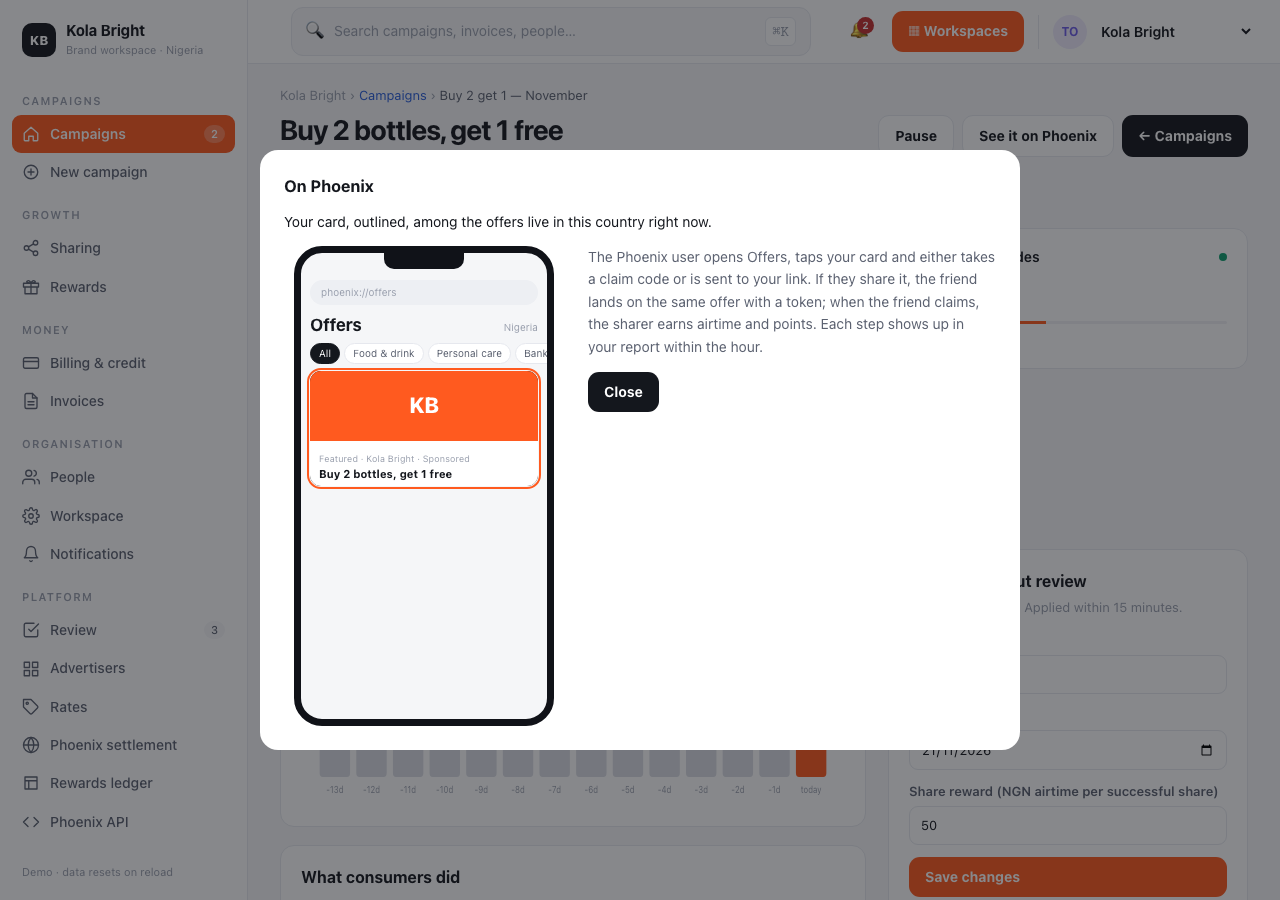 KB
Kola Bright
Brand workspace · Nigeria
CAMPAIGNS
Campaigns
2
New campaign
GROWTH
Sharing
Rewards
MONEY
Billing & credit
Invoices
ORGANISATION
People
Workspace
Notifications
PLATFORM
Review
3
Advertisers
Rates
Phoenix settlement
Rewards ledger
Phoenix API
Demo · data resets on reload
Search campaigns, invoices, people…
⌘K
2
Workspaces
TO
Kola Bright
Kola Bright › Campaigns › Buy 2 get 1 — November
Buy 2 bottles, get 1 free
Pause
See it on Phoenix
← Campaigns
On Phoenix
Your card, outlined, among the offers live in this country right now.
phoenix://offers
Offers
Nigeria
All
Food & drink
Personal care
Bank
KB
Featured · Kola Bright · Sponsored
Buy 2 bottles, get 1 free
The Phoenix user opens Offers, taps your card and either takes
a claim code or is sent to your link. If they share it, the friend
lands on the same offer with a token; when the friend claims,
the sharer earns airtime and points. Each step shows up in
your report within the hour.
Close
review
Applied within 15 minutes.
21/11/2026
Share reward (NGN airtime per successful share)
50
Save changes
-13d
-12d
-11d
-10d
-9d
-8d
-7d
-6d
-5d
-4d
-3d
-2d
-1d
today
What consumers did